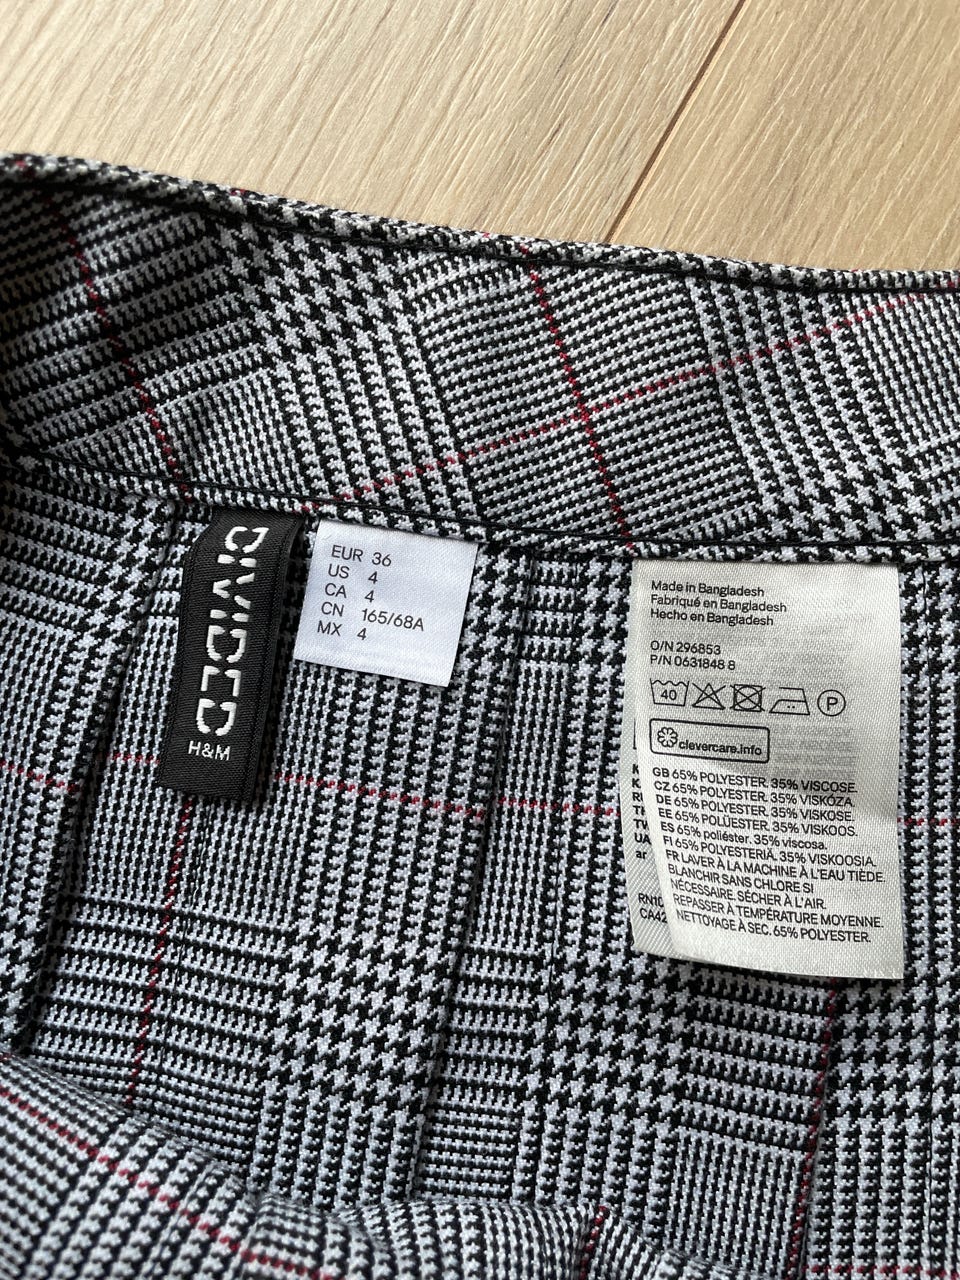 DIVIDED
H&M
EUR 36
US 4
CA 4
CN 165/68A
MX 4
Made in Bangladesh
Fabriqué en Bangladesh
Hecho en Bangladesh
O/N 296853
P/N 0631848 8
40 P
clevercare.info
GB 65% POLYESTER. 35% VISCOSE.
CZ 65% POLYESTER. 35% VISKÓZA.
DE 65% POLYESTER. 35% VISKOSE.
EE 65% POLÜESTER. 35% VISKOOS.
ES 65% poliéster. 35% viscosa.
FI 65% POLYESTERIÄ. 35% VISKOOSIA.
FR LAVER À LA MACHINE À L'EAU TIÈDE.
BLANCHIR SANS CHLORE SI
NÉCESSAIRE. SÉCHER À L'AIR.
REPASSER À TEMPÉRATURE MOYENNE.
NETTOYAGE À SEC. 65% POLYESTER.
UA
ar
RN10
CA42